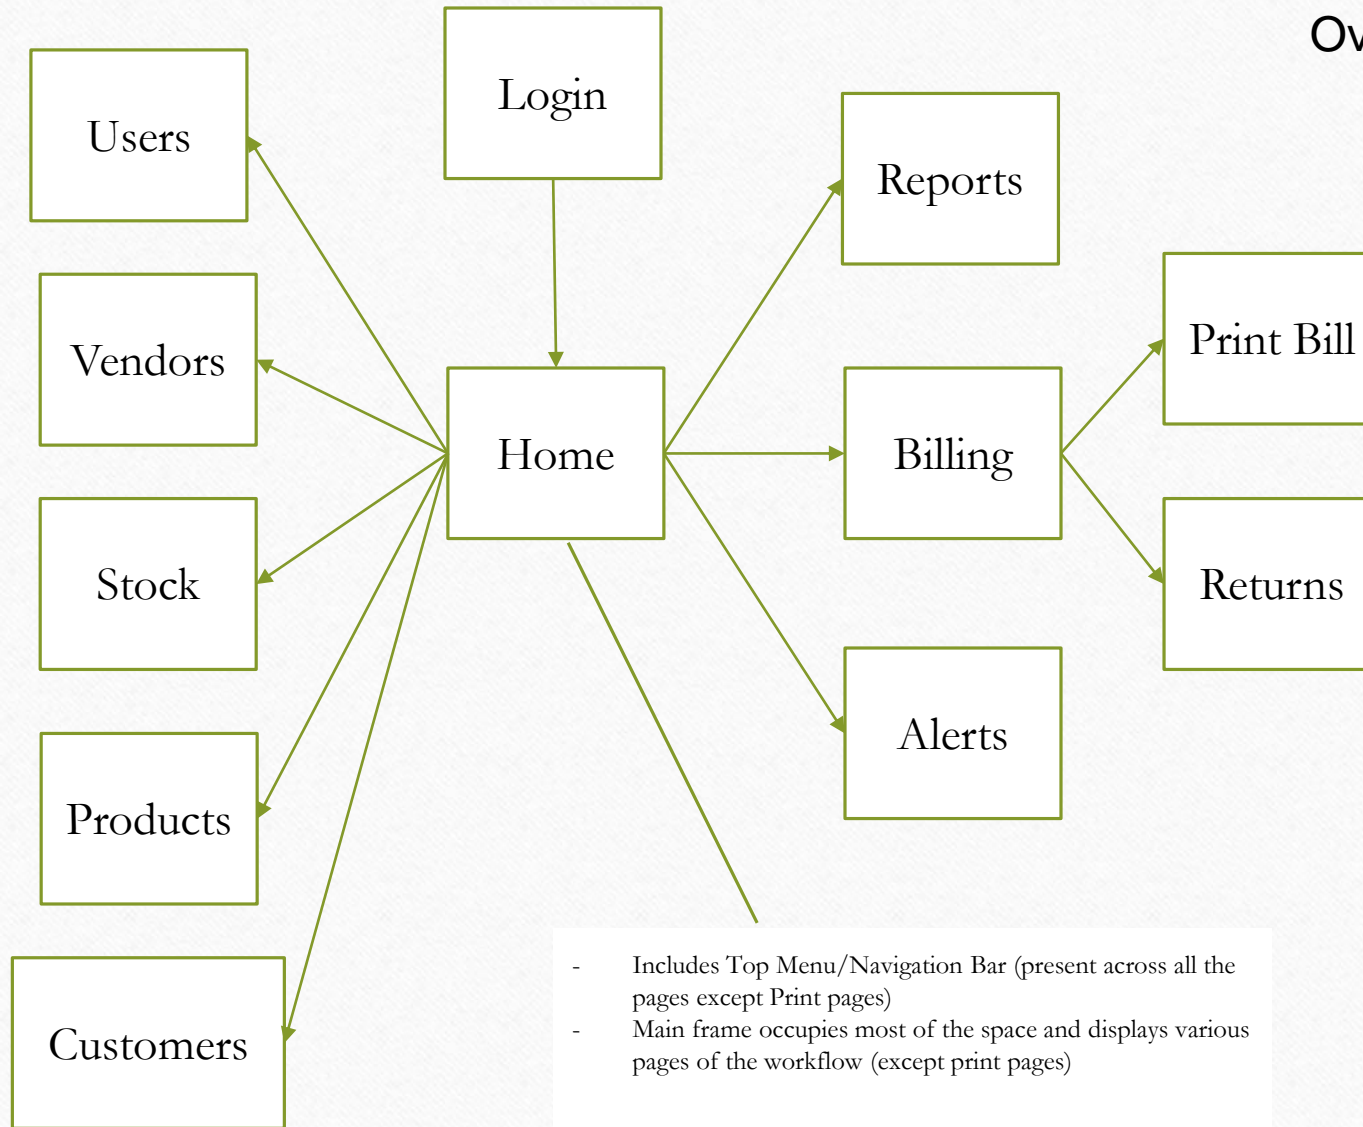 Ov
Login
Users
Reports
Vendors
Print Bill
Home
Billing
Stock
Returns
Alerts
Products
Customers
- Includes Top Menu/Navigation Bar (present across all the
pages except Print pages)
- Main frame occupies most of the space and displays various
pages of the workflow (except print pages)